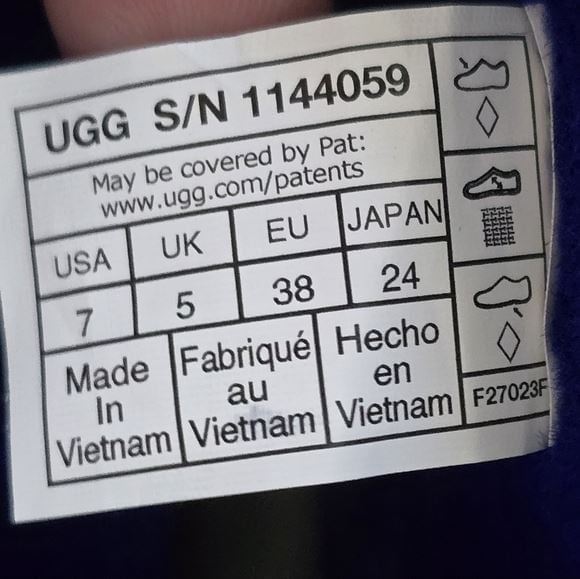 UGG S/N 1144059
May be covered by Pat:
www.ugg.com/patents
USA UK EU JAPAN
7 5 38 24
Made In Vietnam
Fabriqué au Vietnam
Hecho en Vietnam
F27023F